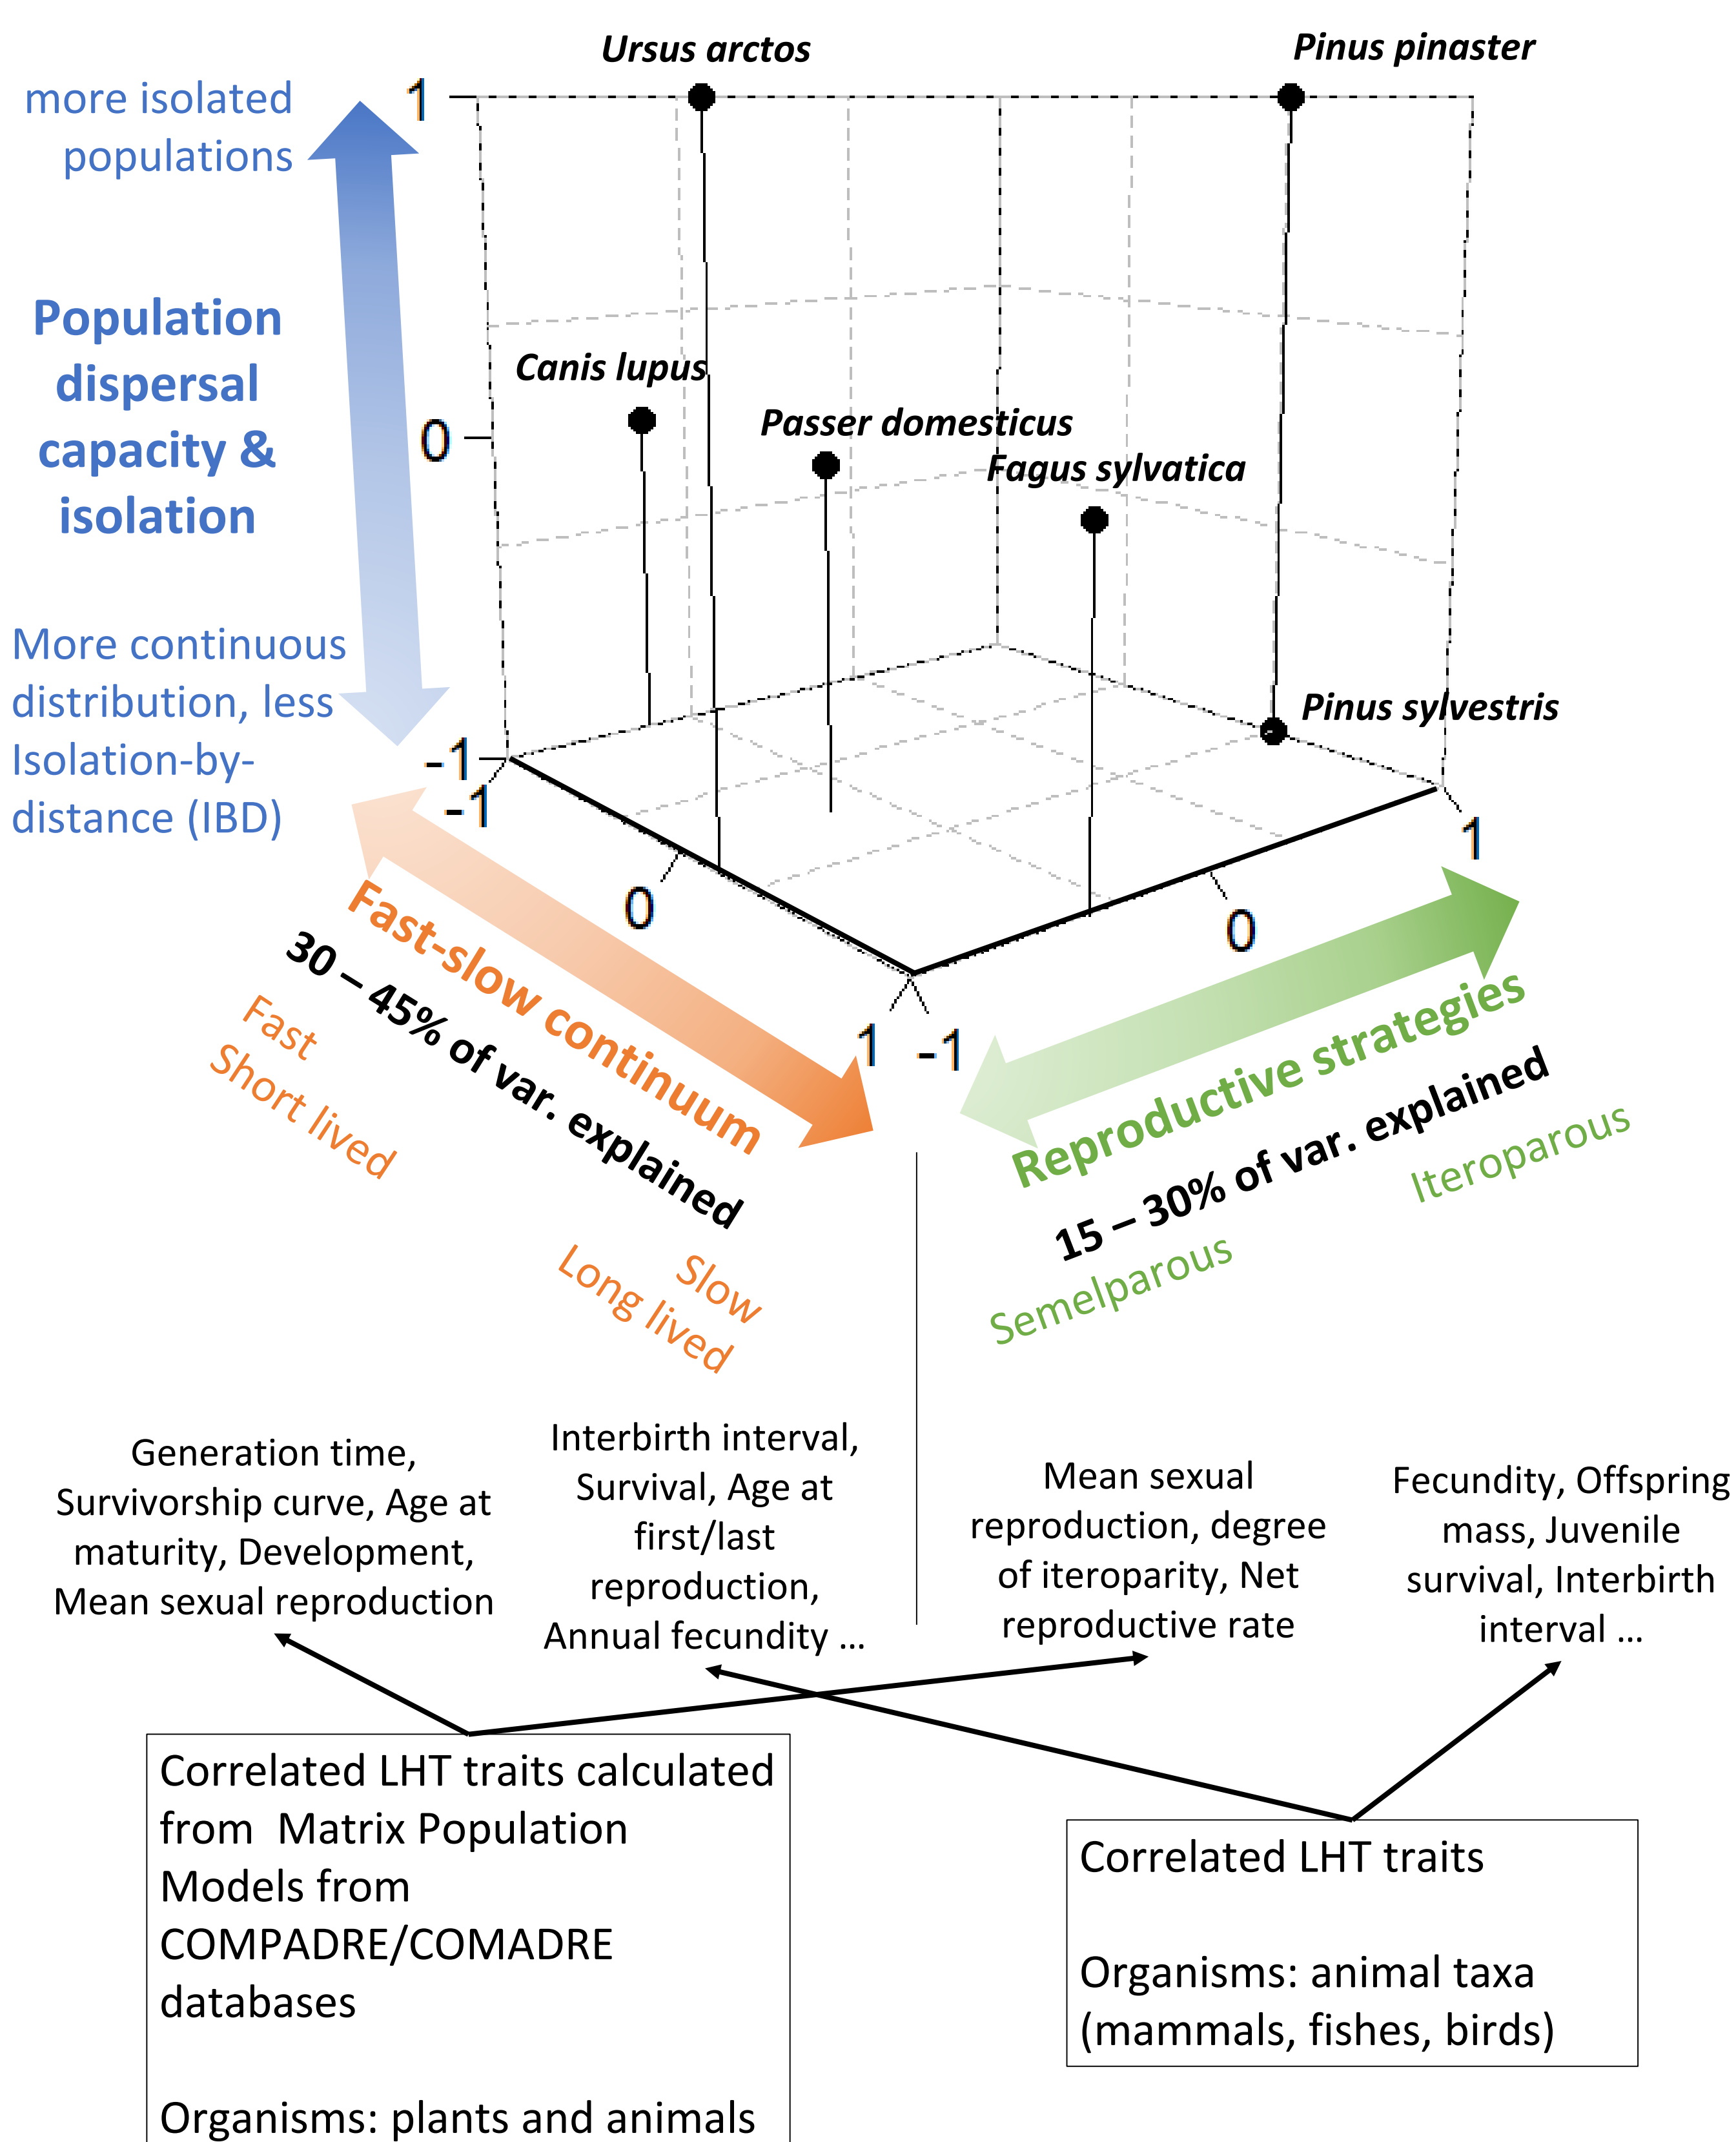 Ursus arctos
Pinus pinaster
more isolated
populations
1
Population
dispersal
capacity &
isolation
Canis lupus
0
Passer domesticus
Fagus sylvatica
More continuous
distribution, less
Isolation-by-
distance (IBD)
Pinus sylvestris
-1
-1
0
1
-1
0
1
Fast-slow continuum
30 – 45% of var. explained
Fast
Short lived
Slow
Long lived
Reproductive strategies
15 – 30% of var. explained
Iteroparous
Semelparous
Generation time,
Survivorship curve, Age at
maturity, Development,
Mean sexual reproduction
Interbirth interval,
Survival, Age at
first/last
reproduction,
Annual fecundity ...
Mean sexual
reproduction, degree
of iteroparity, Net
reproductive rate
Fecundity, Offspring
mass, Juvenile
survival, Interbirth
interval ...
Correlated LHT traits calculated
from  Matrix Population
Models from
COMPADRE/COMADRE
databases
Organisms: plants and animals
Correlated LHT traits
Organisms: animal taxa
(mammals, fishes, birds)